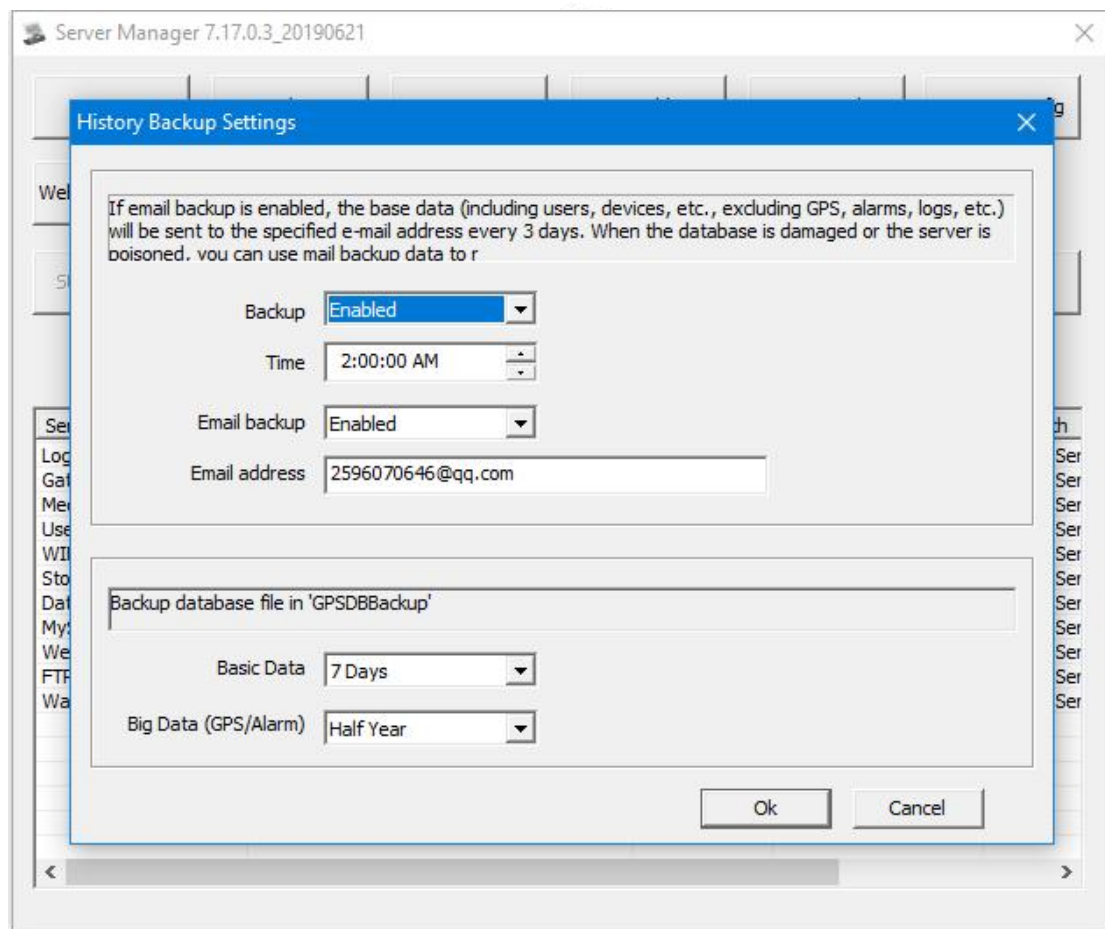 Server Manager 7.17.0.3_20190621
History Backup Settings
If email backup is enabled, the base data (including users, devices, etc., excluding GPS, alarms, logs, etc.)
will be sent to the specified e-mail address every 3 days. When the database is damaged or the server is
poisoned, you can use mail backup data to r
Backup Enabled
Time 2:00:00 AM
Email backup Enabled
Email address 2596070646@qq.com
Backup database file in 'GPSDBBackup'
Basic Data 7 Days
Big Data (GPS/Alarm) Half Year
Ok Cancel